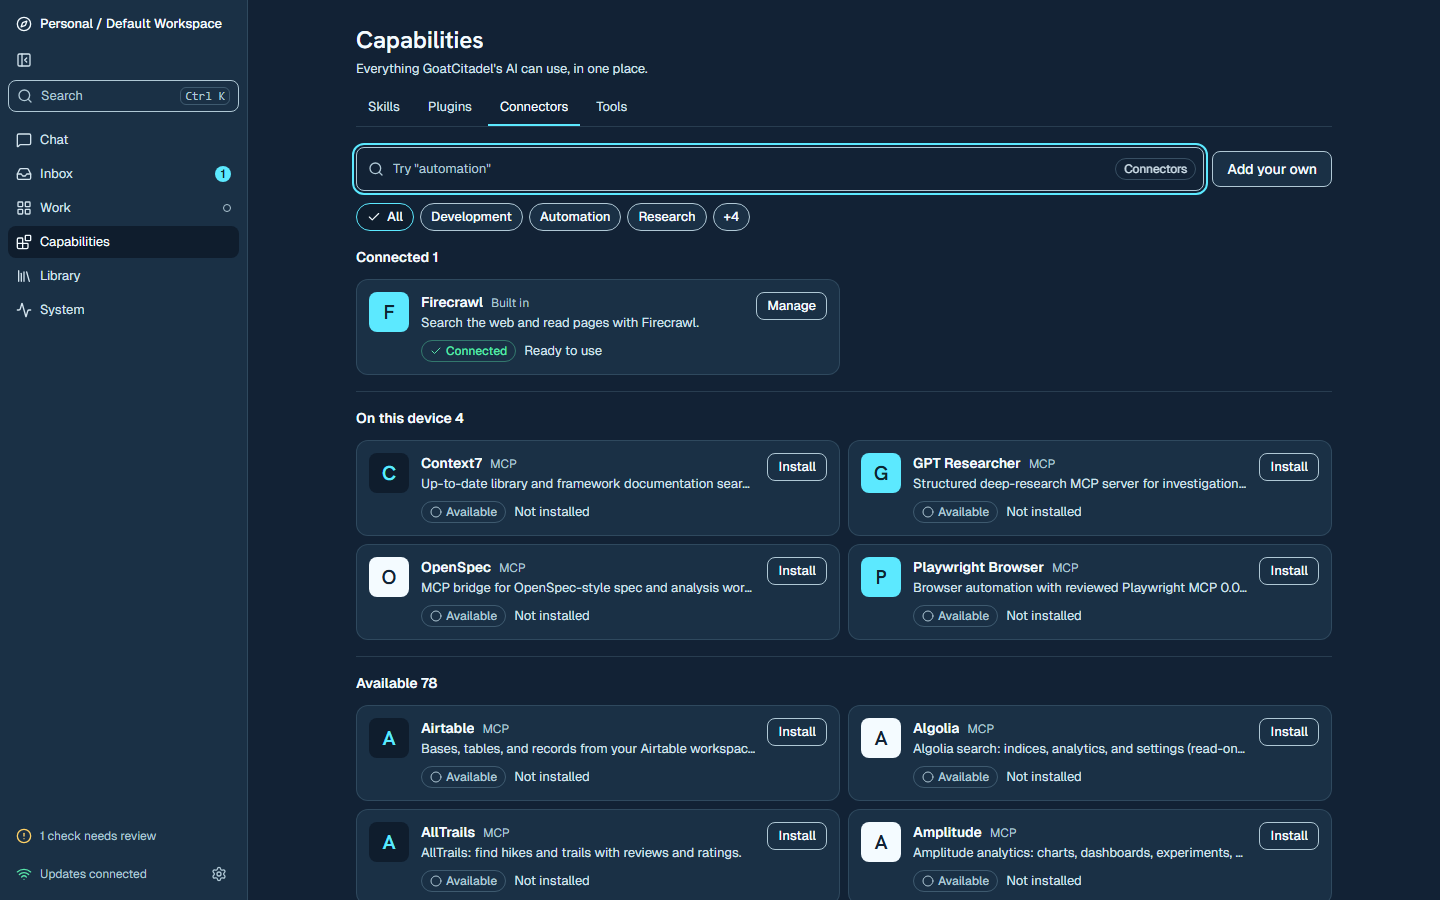 Personal / Default Workspace
Search
Ctrl K
Chat
Inbox
1
Work
Capabilities
Library
System
1 check needs review
Updates connected
Capabilities
Everything GoatCitadel's AI can use, in one place.
Skills
Plugins
Connectors
Tools
Try "automation"
Connectors
Add your own
All
Development
Automation
Research
+4
Connected 1
F
Firecrawl Built in
Search the web and read pages with Firecrawl.
Connected Ready to use
Manage
On this device 4
C
Context7 MCP
Up-to-date library and framework documentation sear...
Available Not installed
Install
G
GPT Researcher MCP
Structured deep-research MCP server for investigation...
Available Not installed
Install
O
OpenSpec MCP
MCP bridge for OpenSpec-style spec and analysis wor...
Available Not installed
Install
P
Playwright Browser MCP
Browser automation with reviewed Playwright MCP 0.0...
Available Not installed
Install
Available 78
A
Airtable MCP
Bases, tables, and records from your Airtable workspac...
Available Not installed
Install
A
Algolia MCP
Algolia search: indices, analytics, and settings (read-on...
Available Not installed
Install
A
AllTrails MCP
AllTrails: find hikes and trails with reviews and ratings.
Available Not installed
Install
A
Amplitude MCP
Amplitude analytics: charts, dashboards, experiments, ...
Available Not installed
Install